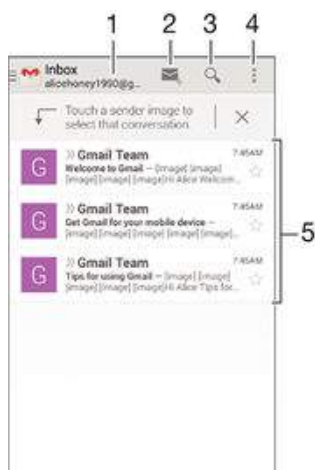 1 2 3 4
Inbox
alicehoney1990@g...
Touch a sender image to
select that conversation
G
Gmail Team 7:45AM
Welcome to Gmail – [image] [image]
[image] [image] [image]Hi Alice Welcom...
G
Gmail Team 7:45AM
Get Gmail for your mobile device –
[image] [image] [image] [image] [image]...
G
Gmail Team 7:45AM
Tips for using Gmail – [image] [image]
[image] [image] [image]Hi Alice Tips for...
5